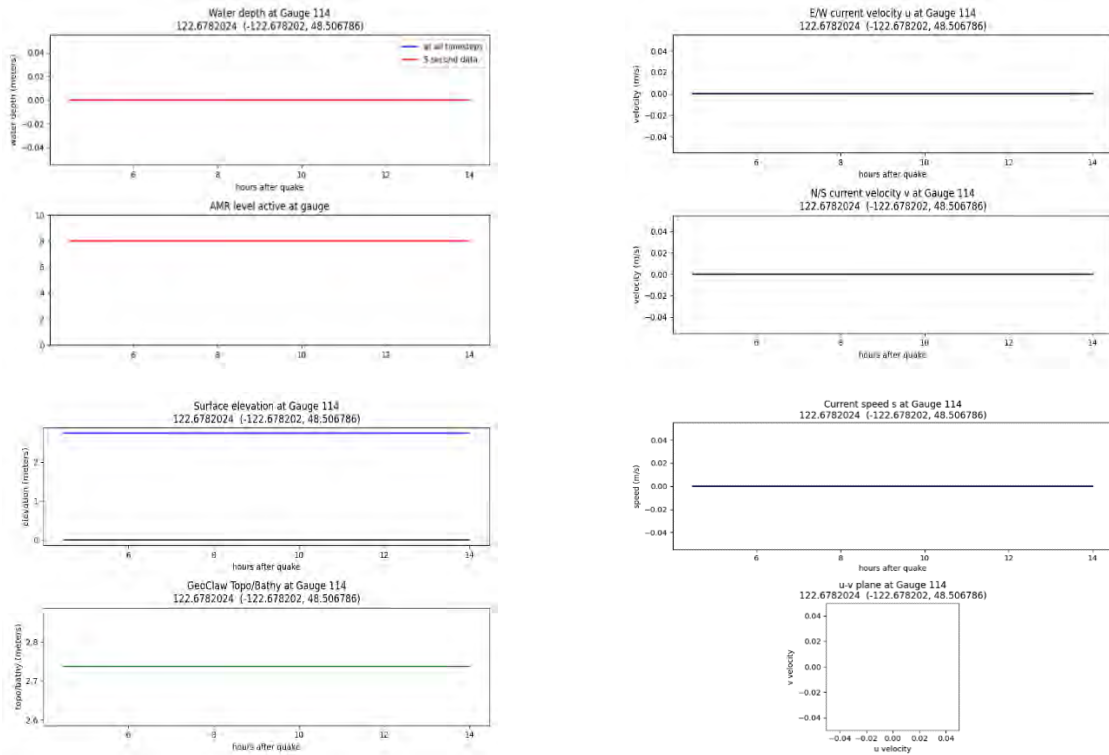 Water depth at Gauge 114
122.6782024 (-122.678202, 48.506786)
at all timesteps
5 second data
water depth (meters)
0.04
0.02
0.00
−0.02
−0.04
6
8
10
12
14
hours after quake
AMR level active at gauge
10
8
6
4
2
0
6
8
10
12
14
Surface elevation at Gauge 114
122.6782024 (-122.678202, 48.506786)
elevation (meters)
2
1
0
6
8
10
12
14
hours after quake
GeoClaw Topo/Bathy at Gauge 114
122.6782024 (-122.678202, 48.506786)
topo/bathy (meters)
2.8
2.7
2.6
6
8
10
12
14
hours after quake
E/W current velocity u at Gauge 114
122.6782024 (-122.678202, 48.506786)
velocity (m/s)
0.04
0.02
0.00
−0.02
−0.04
6
8
10
12
14
hours after quake
N/S current velocity v at Gauge 114
122.6782024 (-122.678202, 48.506786)
velocity (m/s)
0.04
0.02
0.00
−0.02
−0.04
6
8
10
12
14
hours after quake
Current speed s at Gauge 114
122.6782024 (-122.678202, 48.506786)
speed (m/s)
0.04
0.02
0.00
−0.02
−0.04
6
8
10
12
14
hours after quake
u-v plane at Gauge 114
122.6782024 (-122.678202, 48.506786)
v velocity
0.04
0.02
0.00
−0.02
−0.04
−0.04 −0.02 0.00 0.02 0.04
u velocity